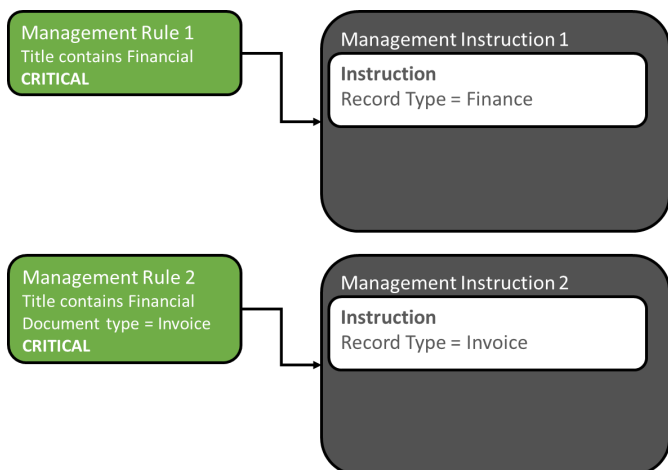 Management Rule 1
Title contains Financial
CRITICAL
Management Instruction 1
Instruction
Record Type = Finance
Management Rule 2
Title contains Financial
Document type = Invoice
CRITICAL
Management Instruction 2
Instruction
Record Type = Invoice